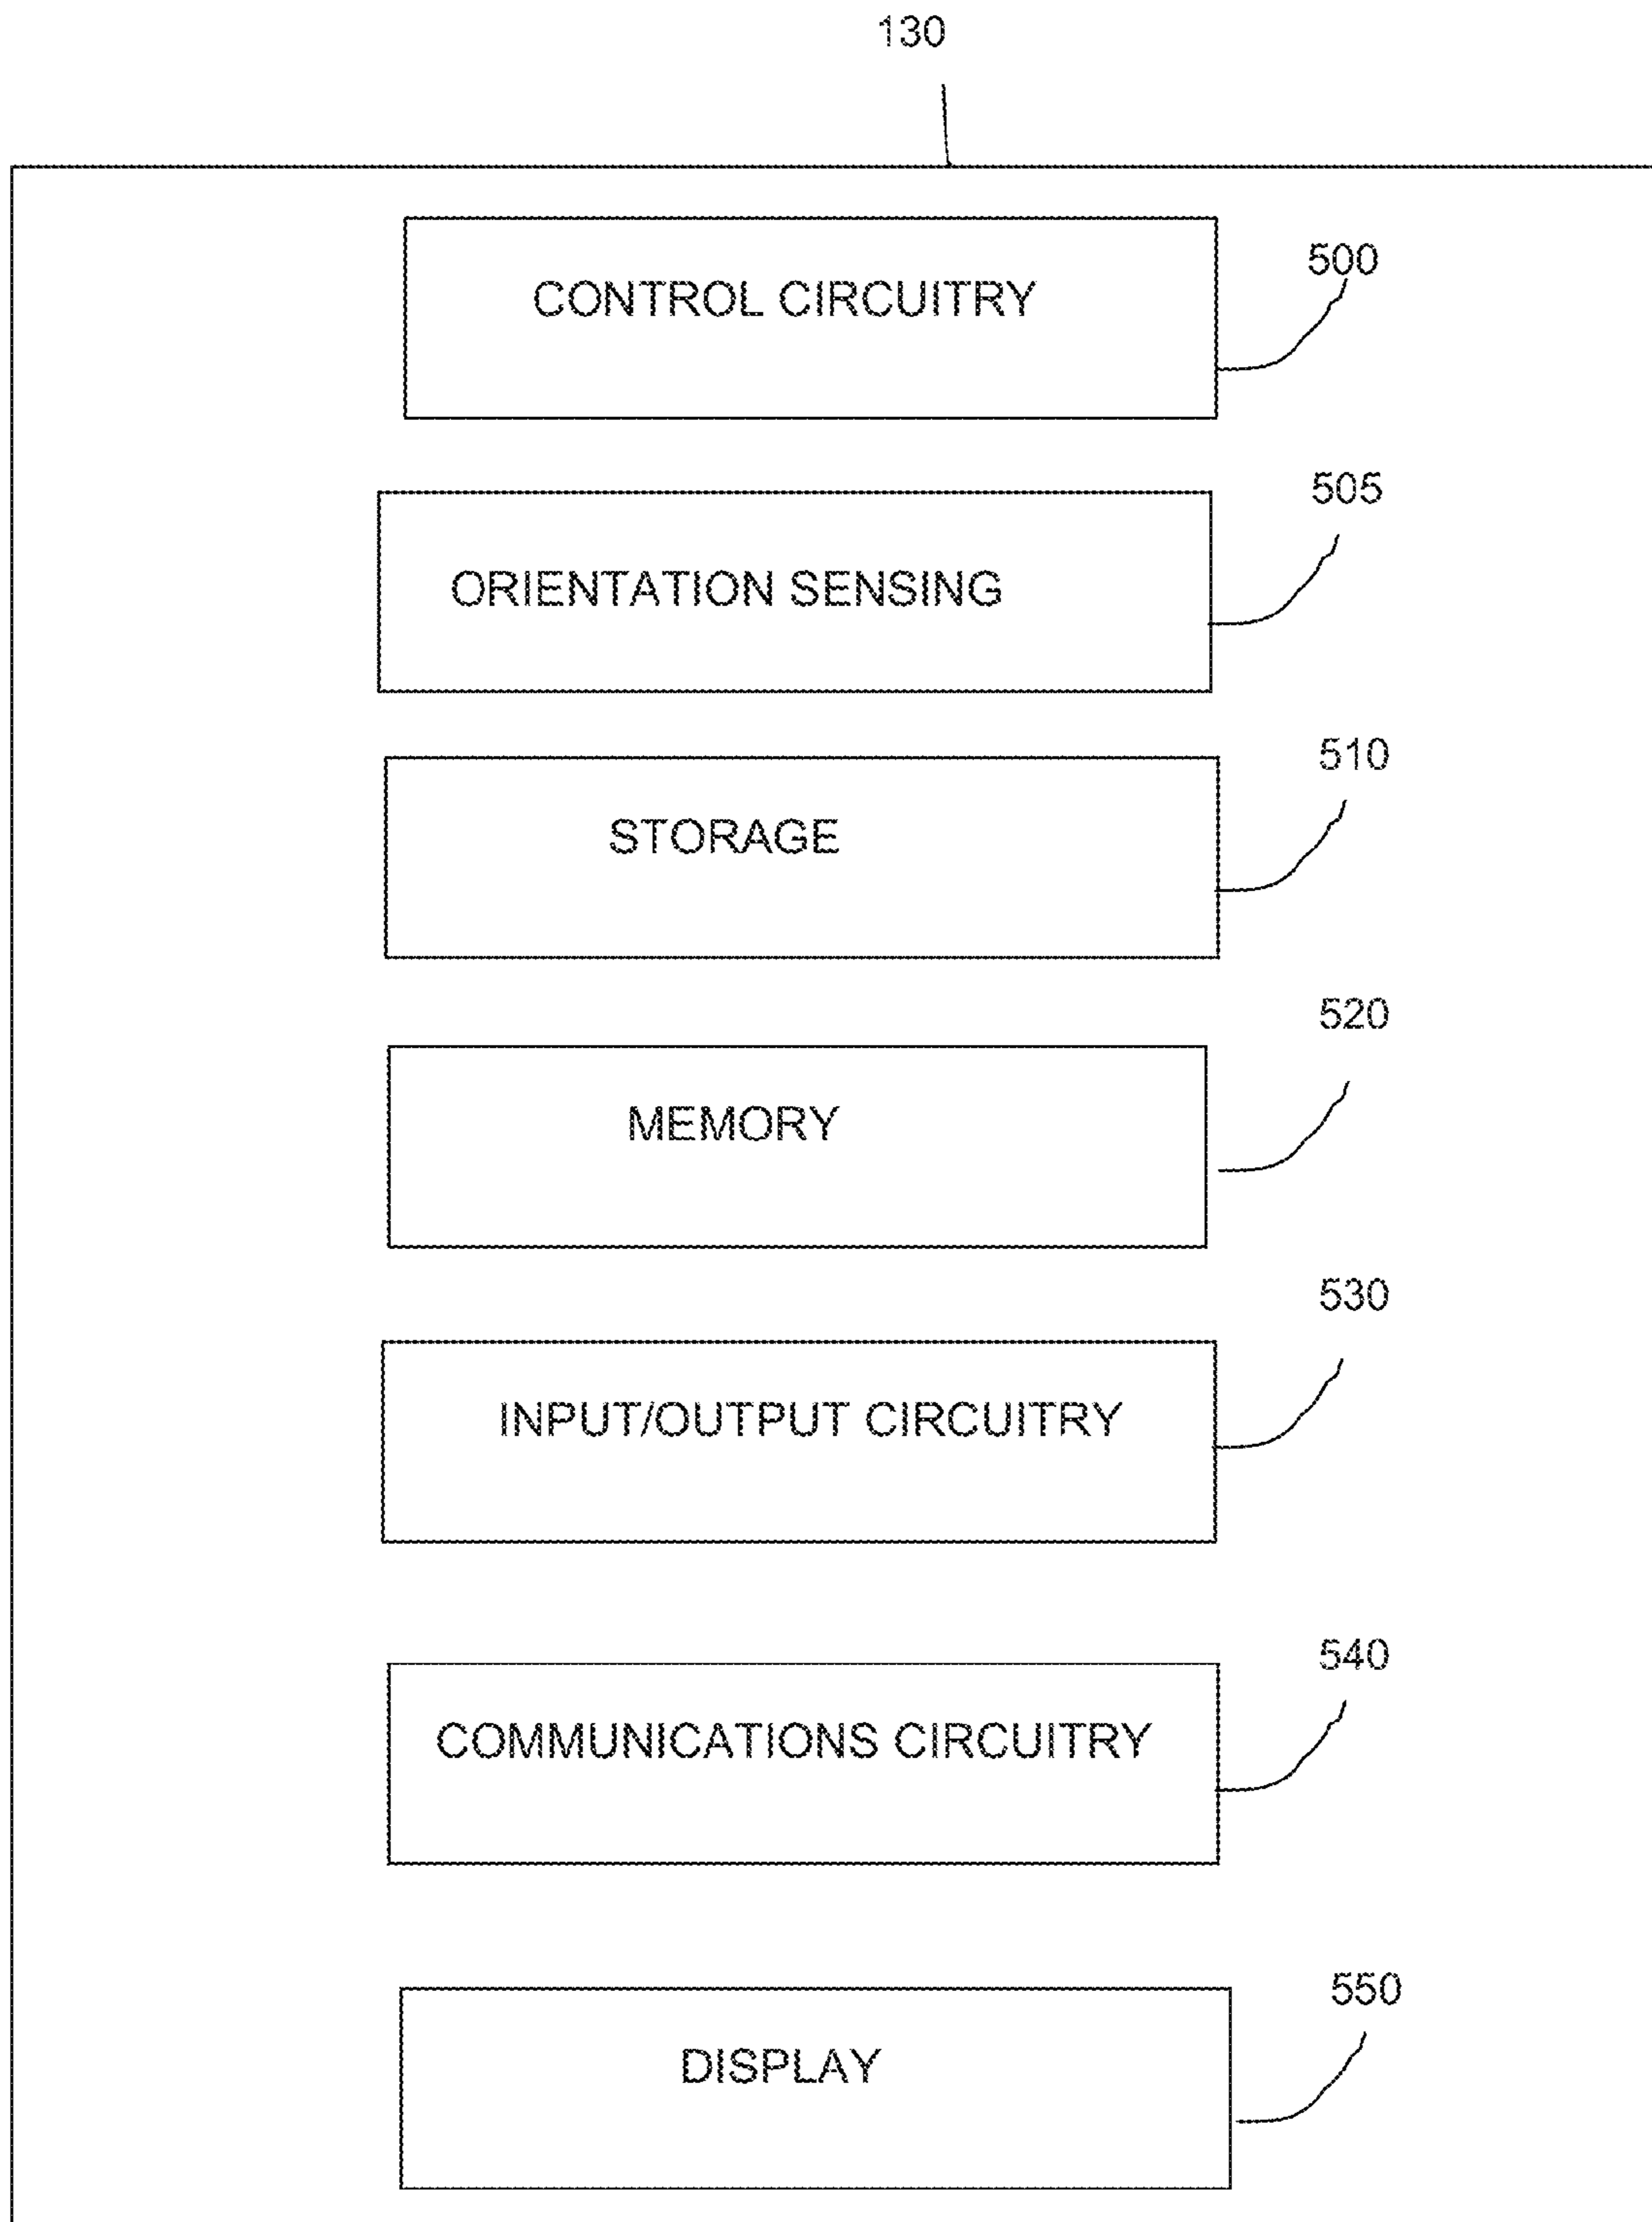 130
CONTROL CIRCUITRY
500
ORIENTATION SENSING
505
STORAGE
510
MEMORY
520
INPUT/OUTPUT CIRCUITRY
530
COMMUNICATIONS CIRCUITRY
540
DISPLAY
550